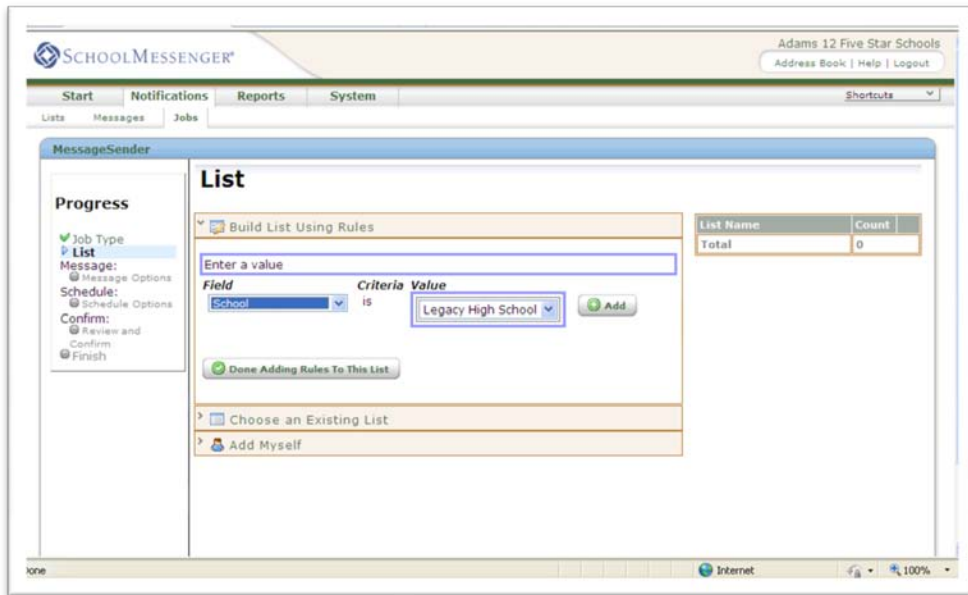 SCHOOLMESSENGER®
Adams 12 Five Star Schools
Address Book | Help | Logout
Start Notifications Reports System
Shortcuts
Lists Messages Jobs
MessageSender
List
Progress
Job Type
List
Message:
Message Options
Schedule:
Schedule Options
Confirm:
Review and
Confirm
Finish
Build List Using Rules
Enter a value
Field Criteria Value
School is Legacy High School Add
Done Adding Rules To This List
Choose an Existing List
Add Myself
List Name Count
Total 0
Done Internet 100%